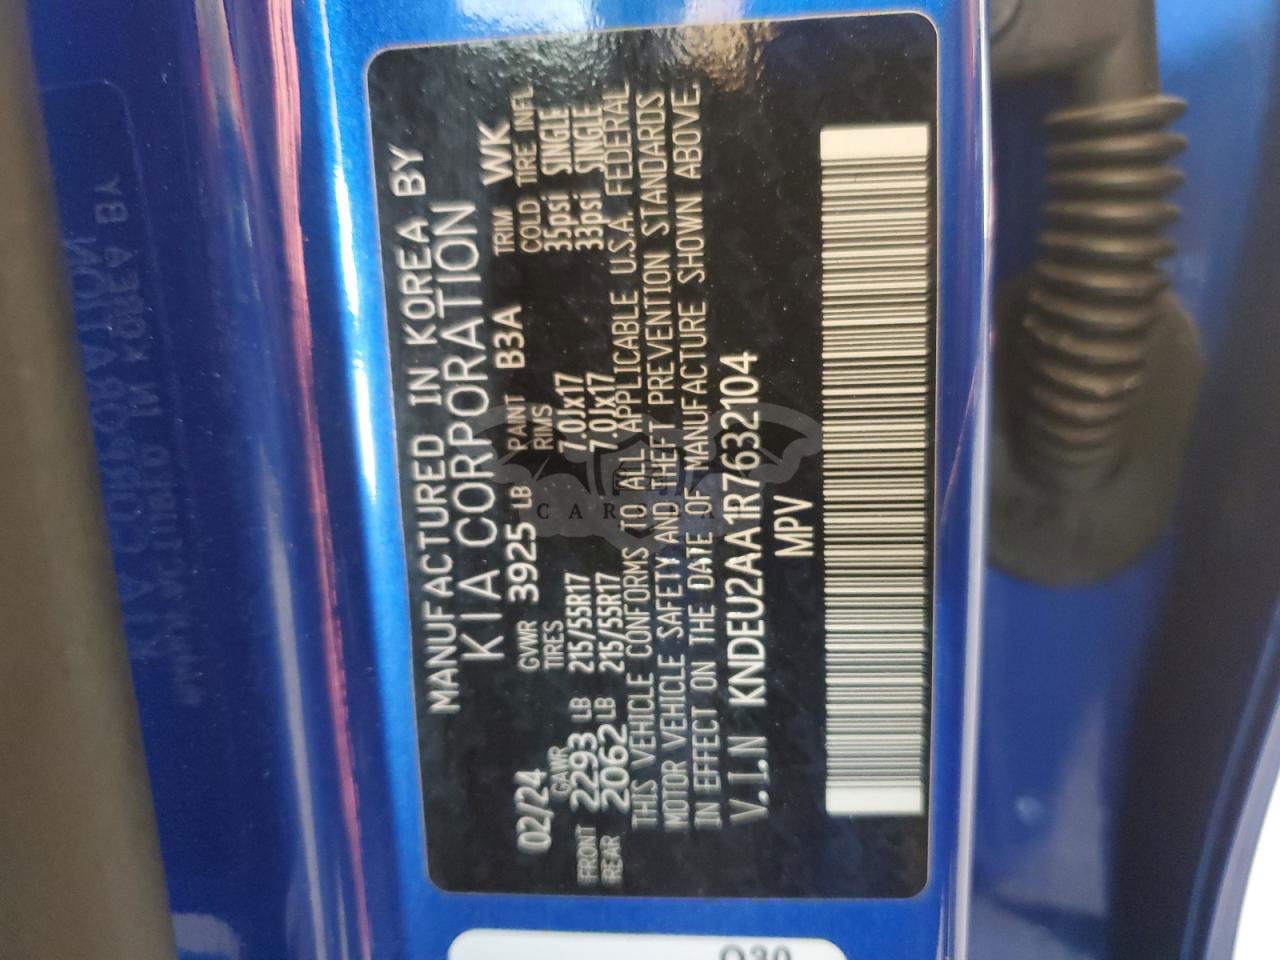 MANUFACTURED IN KOREA BY
KIA CORPORATION
02/24 GVWR 3925 LB PAINT B3A TRIM WK
GAWR TIRES RIMS COLD TIRE INFL
FRONT 2293 LB 215/55R17 7.0Jx17 35psi SINGLE
REAR 2062 LB 215/55R17 7.0Jx17 33psi SINGLE
THIS VEHICLE CONFORMS TO ALL APPLICABLE U.S.A. FEDERAL
MOTOR VEHICLE SAFETY AND THEFT PREVENTION STANDARDS
IN EFFECT ON THE DATE OF MANUFACTURE SHOWN ABOVE.
V.I.N KNDEU2AA1R7632104
MPV